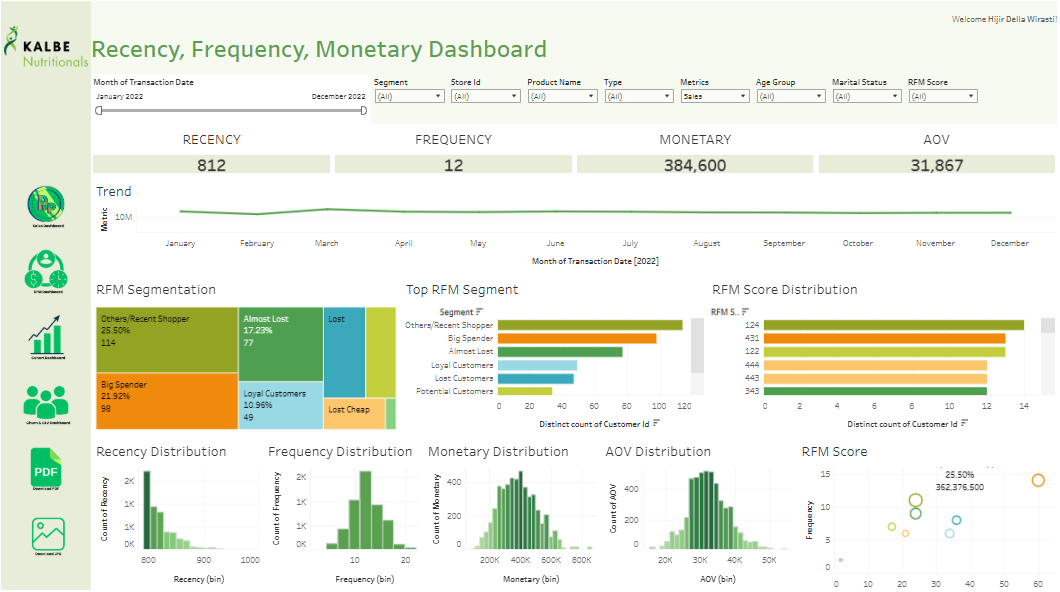 Welcome Hijir Della Wirasti!
KALBE
Nutritionals
Recency, Frequency, Monetary Dashboard
Month of Transaction Date
January 2022
December 2022
Segment
(All)
Store Id
(All)
Product Name
(All)
Type
(All)
Metrics
Sales
Age Group
(All)
Marital Status
(All)
RFM Score
(All)
RECENCY
812
FREQUENCY
12
MONETARY
384,600
AOV
31,867
Trend
Metric
10M
January February March April May June July August September October November December
Month of Transaction Date [2022]
RFM Segmentation
Others/Recent Shopper
25.50%
114
Big Spender
21.92%
98
Almost Lost
17.23%
77
Loyal Customers
10.96%
49
Lost
Lost Cheap
Top RFM Segment
Segment
Others/Recent Shopper
Big Spender
Almost Lost
Loyal Customers
Lost Customers
Potential Customers
0 20 40 60 80 100 120
Distinct count of Customer Id
RFM Score Distribution
RFM S..
124
431
122
444
443
343
0 2 4 6 8 10 12 14
Distinct count of Customer Id
Recency Distribution
Count of Recency
2K
1K
1K
0K
800 900 1000
Recency (bin)
Frequency Distribution
Count of Frequency
2K
1K
1K
0K
10 20
Frequency (bin)
Monetary Distribution
Count of Monetary
400
200
0
200K 400K 600K 800K
Monetary (bin)
AOV Distribution
Count of AOV
400
200
0
20K 30K 40K 50K
AOV (bin)
RFM Score
25.50%
362,376,500
Frequency
15
10
5
0
0 10 20 30 40 50 60
PDF